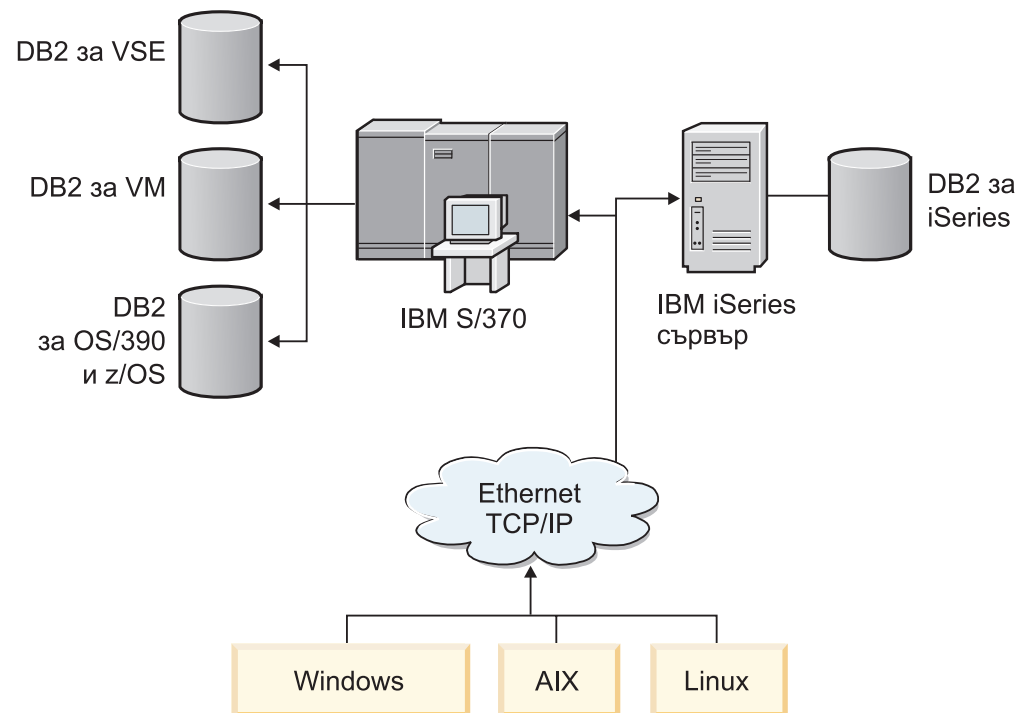 DB2 за VSE
DB2 за VM
DB2
за OS/390
и z/OS
IBM S/370
IBM iSeries
сървър
DB2 за
iSeries
Ethernet
TCP/IP
Windows
AIX
Linux